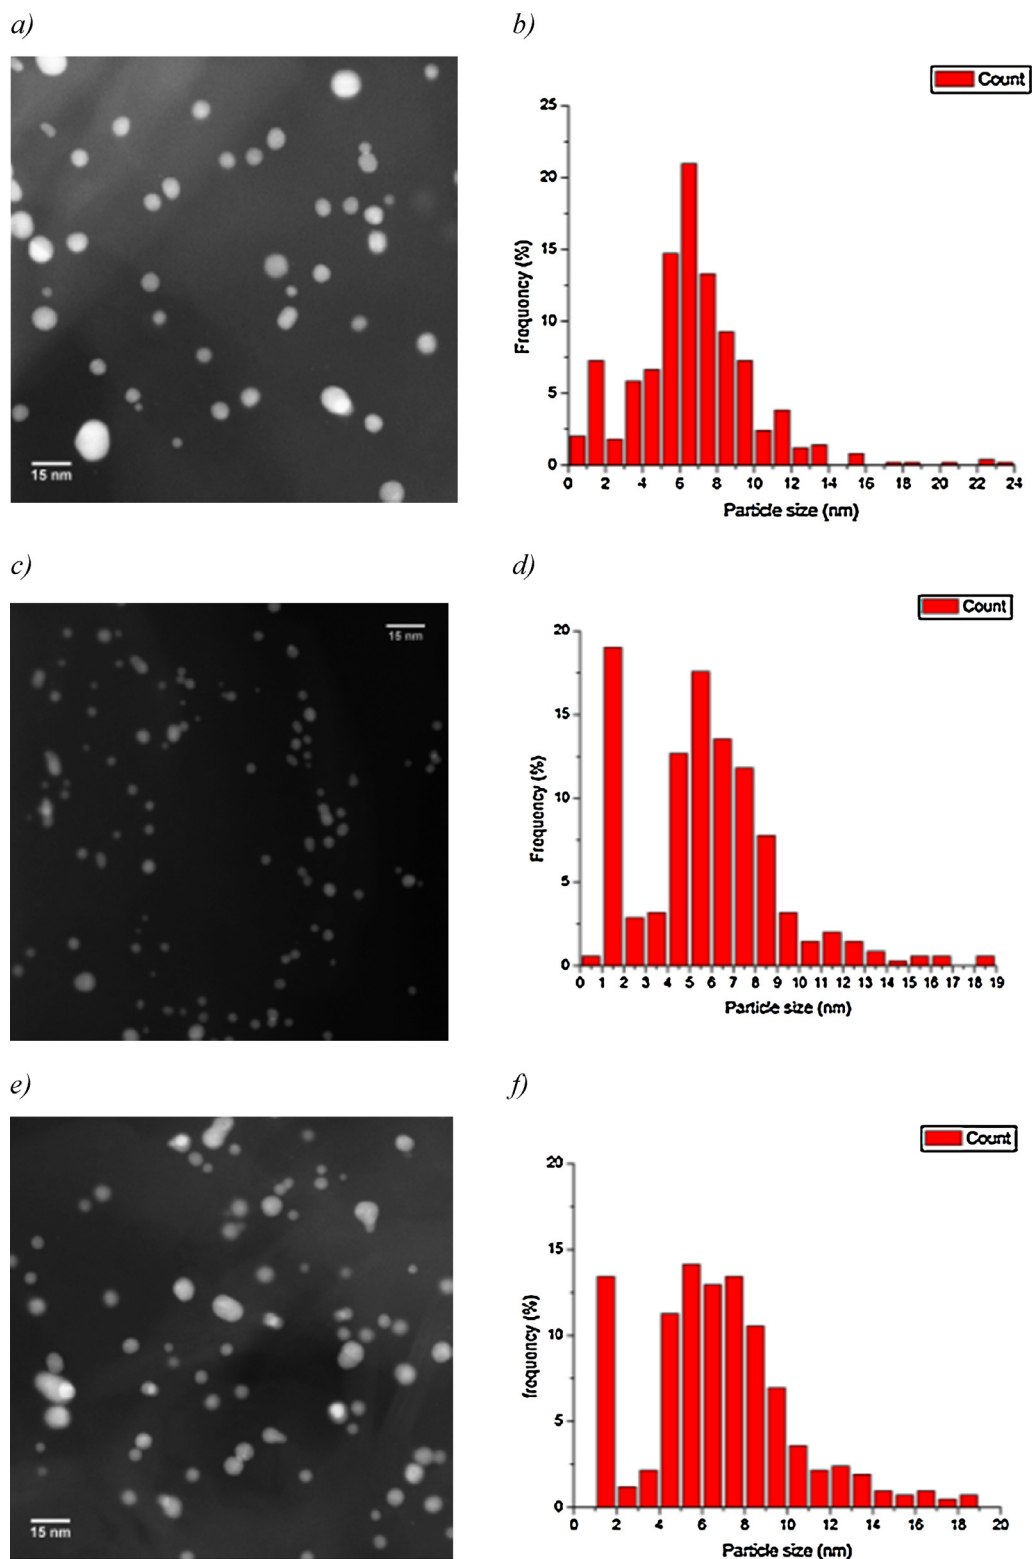 a)
b)
Count
25
20
15
10
5
0
Frequency (%)
0 2 4 6 8 10 12 14 16 18 20 22 24
Particle size (nm)
15 nm
c)
d)
15 nm
Count
20
15
10
5
0
Frequency (%)
0 1 2 3 4 5 6 7 8 9 10 11 12 13 14 15 16 17 18 19
Particle size (nm)
e)
f)
Count
20
15
10
5
0
frequency (%)
0 2 4 6 8 10 12 14 16 18 20
Particle size (nm)
15 nm